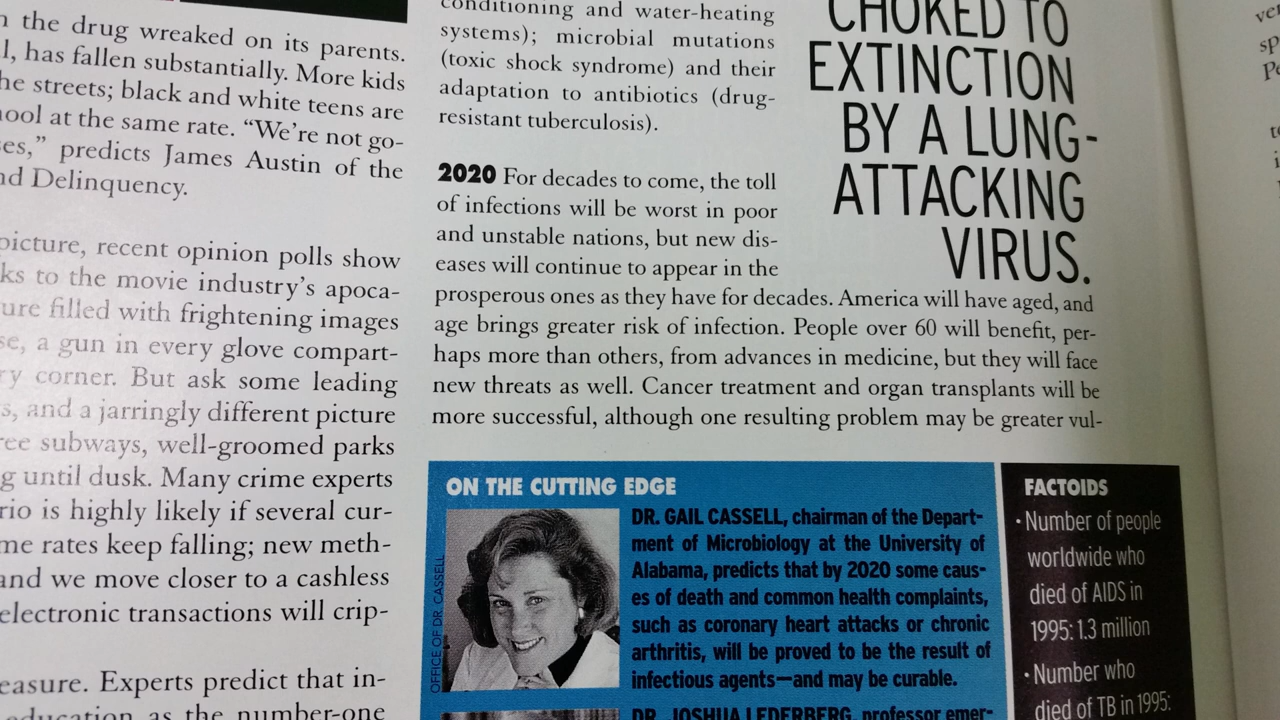 n the drug wreaked on its parents.
l, has fallen substantially. More kids
he streets; black and white teens are
ool at the same rate. “We’re not go-
es,” predicts James Austin of the
nd Delinquency.
picture, recent opinion polls show
ks to the movie industry’s apoca-
ure filled with frightening images
se, a gun in every glove compart-
ry corner. But ask some leading
s, and a jarringly different picture
ree subways, well-groomed parks
g until dusk. Many crime experts
rio is highly likely if several cur-
me rates keep falling; new meth-
and we move closer to a cashless
electronic transactions will crip-
easure. Experts predict that in-
education as the number-one
conditioning and water-heating
systems); microbial mutations
(toxic shock syndrome) and their
adaptation to antibiotics (drug-
resistant tuberculosis).
2020 For decades to come, the toll
of infections will be worst in poor
and unstable nations, but new dis-
eases will continue to appear in the
prosperous ones as they have for decades. America will have aged, and
age brings greater risk of infection. People over 60 will benefit, per-
haps more than others, from advances in medicine, but they will face
new threats as well. Cancer treatment and organ transplants will be
more successful, although one resulting problem may be greater vul-
CHOKED TO
EXTINCTION
BY A LUNG-
ATTACKING
VIRUS.
ON THE CUTTING EDGE
OFFICE OF DR. CASSELL
DR. GAIL CASSELL, chairman of the Depart-
ment of Microbiology at the University of
Alabama, predicts that by 2020 some caus-
es of death and common health complaints,
such as coronary heart attacks or chronic
arthritis, will be proved to be the result of
infectious agents—and may be curable.
DR. JOSHUA LEDERBERG, professor emer-
FACTOIDS
• Number of people
worldwide who
died of AIDS in
1995: 1.3 million
• Number who
died of TB in 1995: